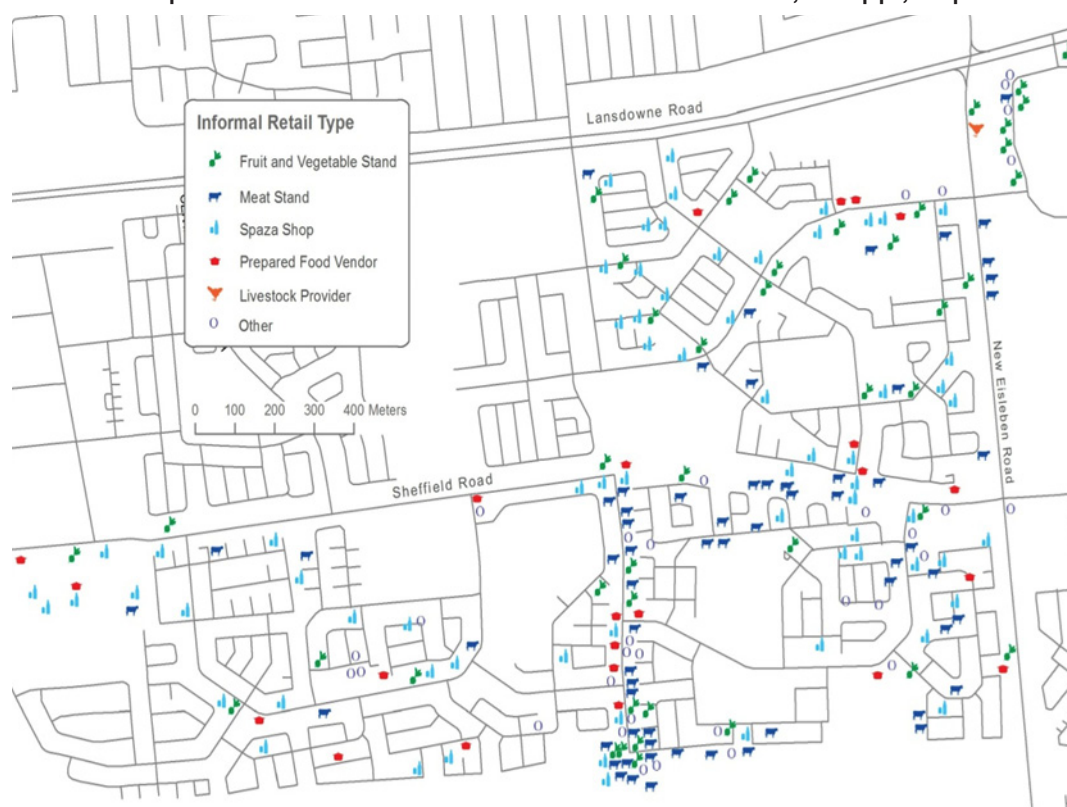 Lansdowne Road
Informal Retail Type
Fruit and Vegetable Stand
Meat Stand
Spaza Shop
Prepared Food Vendor
Livestock Provider
Other
0 100 200 300 400 Meters
New Eisleben Road
Sheffield Road